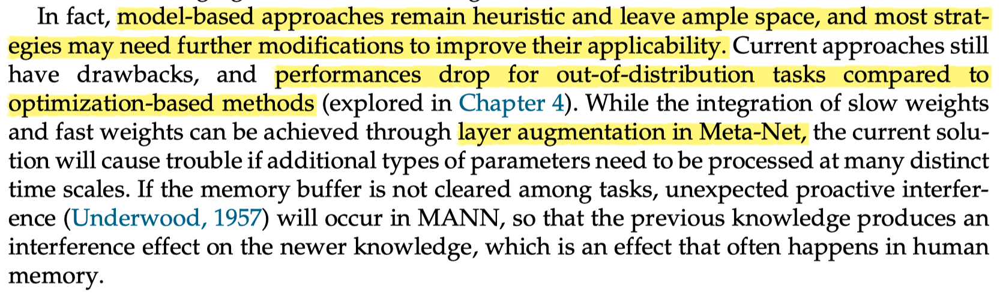 In fact, model-based approaches remain heuristic and leave ample space, and most strat-
egies may need further modifications to improve their applicability. Current approaches still
have drawbacks, and performances drop for out-of-distribution tasks compared to
optimization-based methods (explored in Chapter 4). While the integration of slow weights
and fast weights can be achieved through layer augmentation in Meta-Net, the current solu-
tion will cause trouble if additional types of parameters need to be processed at many distinct
time scales. If the memory buffer is not cleared among tasks, unexpected proactive interfer-
ence (Underwood, 1957) will occur in MANN, so that the previous knowledge produces an
interference effect on the newer knowledge, which is an effect that often happens in human
memory.